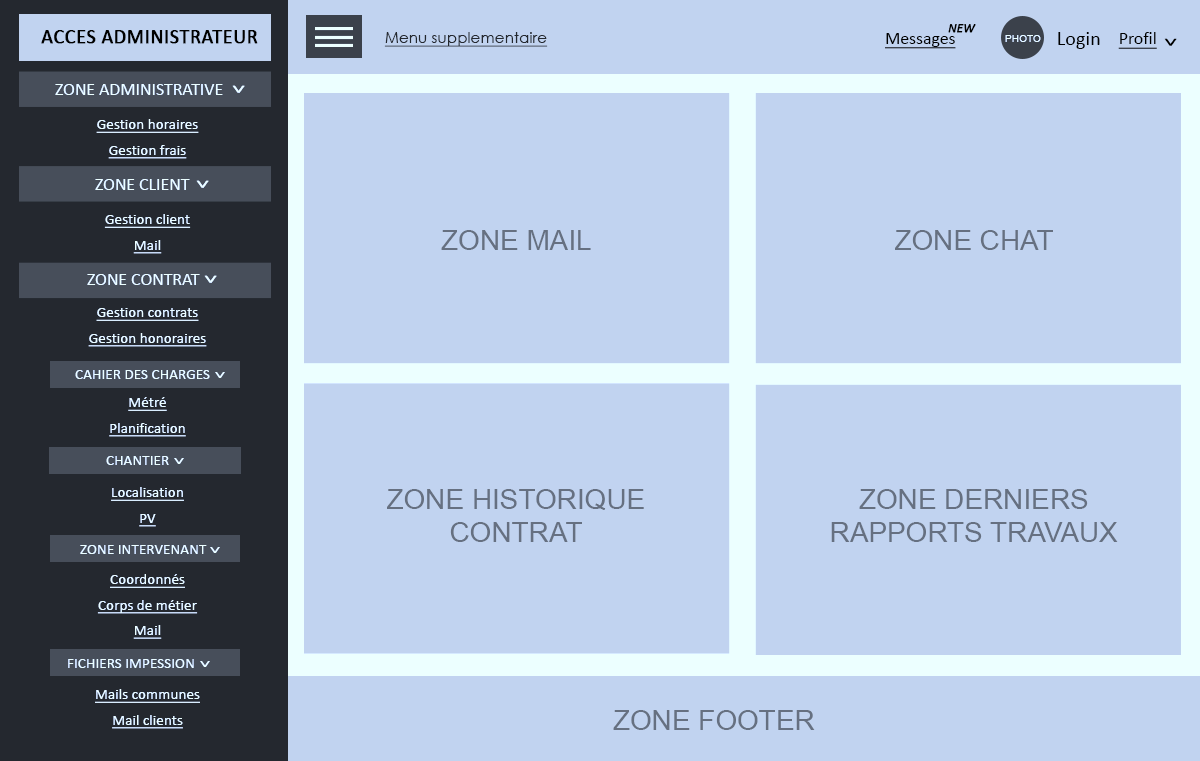 ACCES ADMINISTRATEUR
ZONE ADMINISTRATIVE
Gestion horaires
Gestion frais
ZONE CLIENT
Gestion client
Mail
ZONE CONTRAT
Gestion contrats
Gestion honoraires
CAHIER DES CHARGES
Métré
Planification
CHANTIER
Localisation
PV
ZONE INTERVENANT
Coordonnés
Corps de métier
Mail
FICHIERS IMPESSION
Mails communes
Mail clients
Menu supplementaire
Messages
NEW
PHOTO
Login
Profil
ZONE MAIL
ZONE CHAT
ZONE HISTORIQUE
CONTRAT
ZONE DERNIERS
RAPPORTS TRAVAUX
ZONE FOOTER